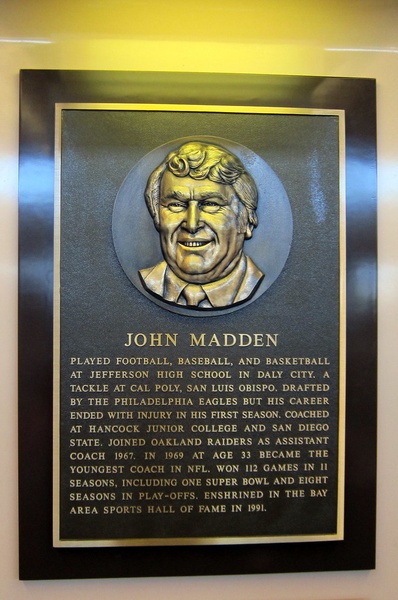 JOHN MADDEN
PLAYED FOOTBALL, BASEBALL, AND BASKETBALL
AT JEFFERSON HIGH SCHOOL IN DALY CITY. A
TACKLE AT CAL POLY, SAN LUIS OBISPO. DRAFTED
BY THE PHILADELPHIA EAGLES BUT HIS CAREER
ENDED WITH INJURY IN HIS FIRST SEASON. COACHED
AT HANCOCK JUNIOR COLLEGE AND SAN DIEGO
STATE. JOINED OAKLAND RAIDERS AS ASSISTANT
COACH 1967. IN 1969 AT AGE 33 BECAME THE
YOUNGEST COACH IN NFL. WON 112 GAMES IN 11
SEASONS, INCLUDING ONE SUPER BOWL AND EIGHT
SEASONS IN PLAY-OFFS. ENSHRINED IN THE BAY
AREA SPORTS HALL OF FAME IN 1991.